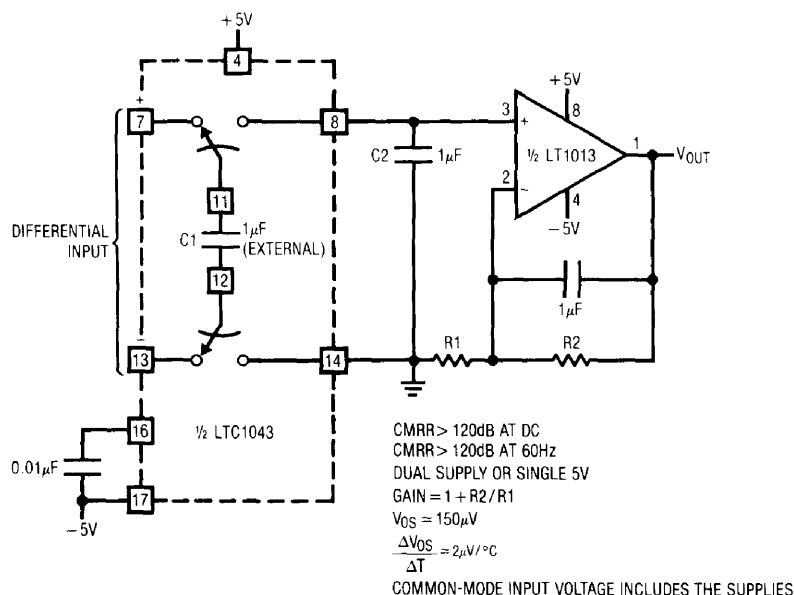 +5V
4
+
7
8
3
+
+5V
8
1
VOUT
½ LT1013
2
−
4
−5V
C2
1µF
11
DIFFERENTIAL
INPUT
C1
1µF
(EXTERNAL)
12
1µF
−
13
14
R1
R2
16
½ LTC1043
0.01µF
17
−5V
CMRR > 120dB AT DC
CMRR > 120dB AT 60Hz
DUAL SUPPLY OR SINGLE 5V
GAIN = 1 + R2/R1
VOS = 150µV
ΔVOS
ΔT
= 2µV/°C
COMMON-MODE INPUT VOLTAGE INCLUDES THE SUPPLIES